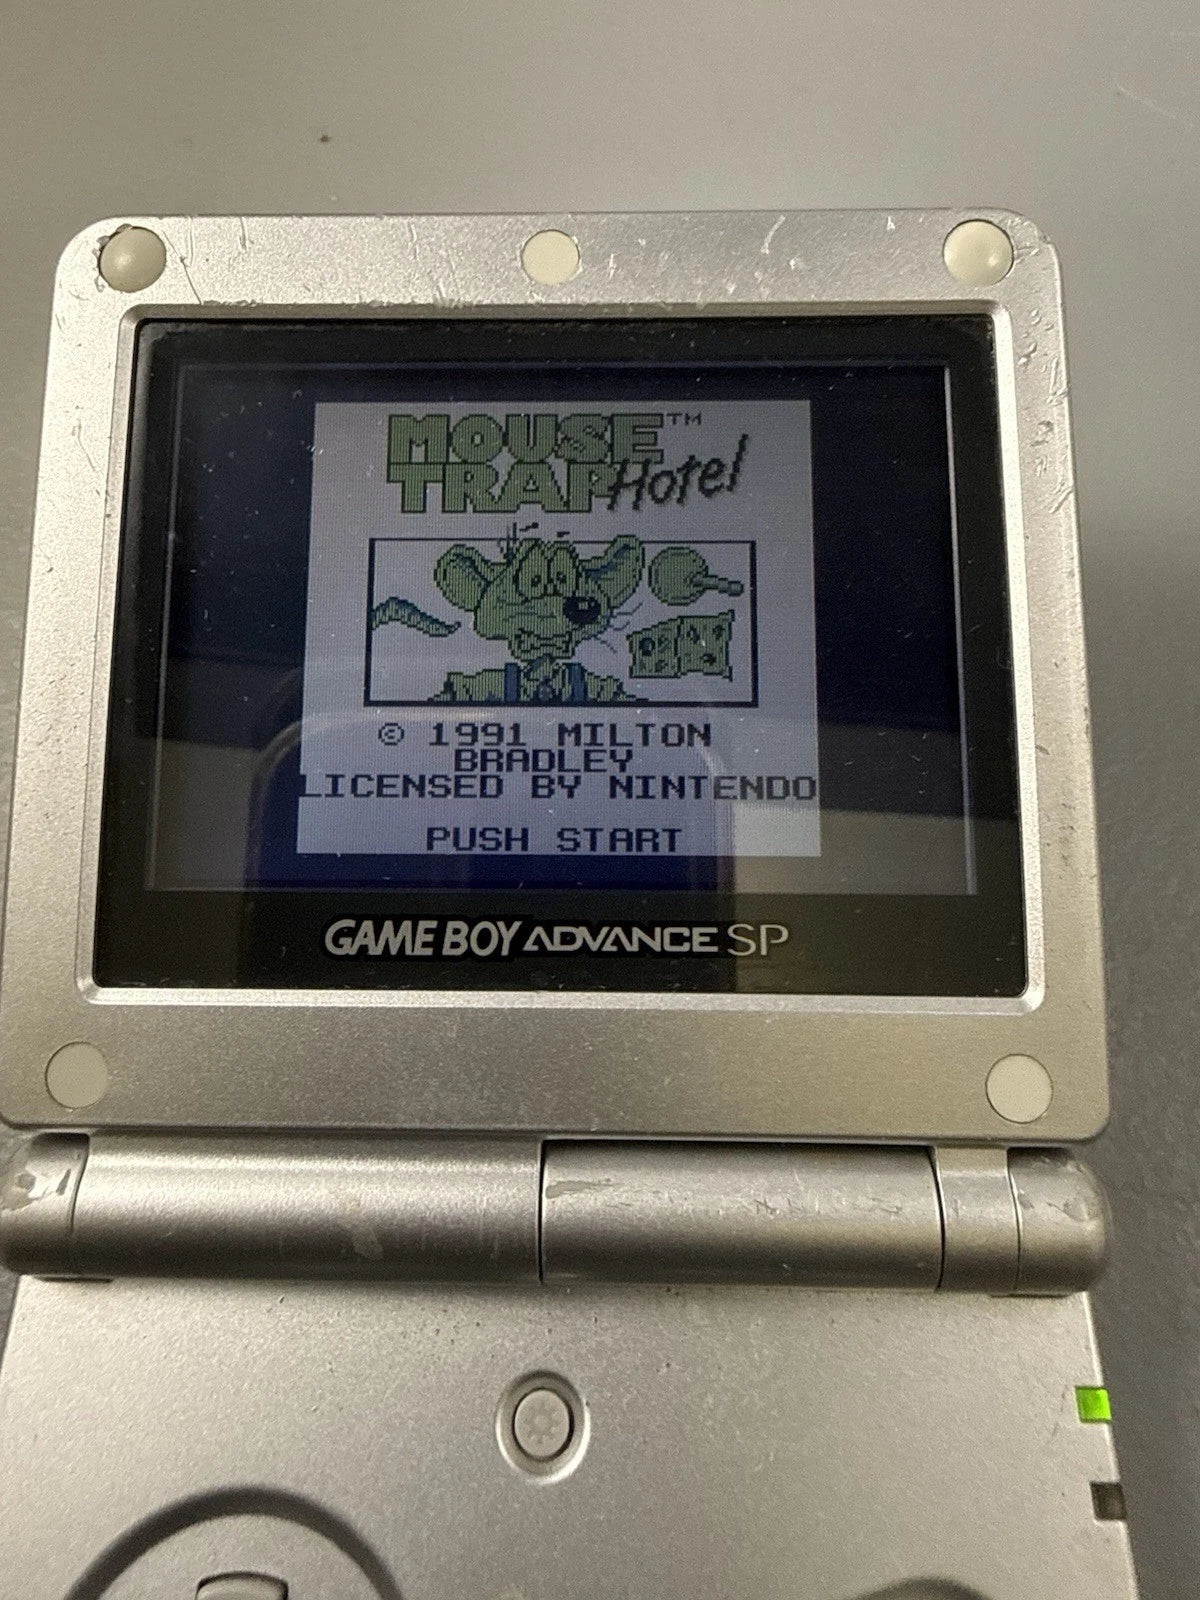 MOUSE™
TRAP Hotel
© 1991 MILTON
BRADLEY
LICENSED BY NINTENDO
PUSH START
GAME BOY ADVANCE SP